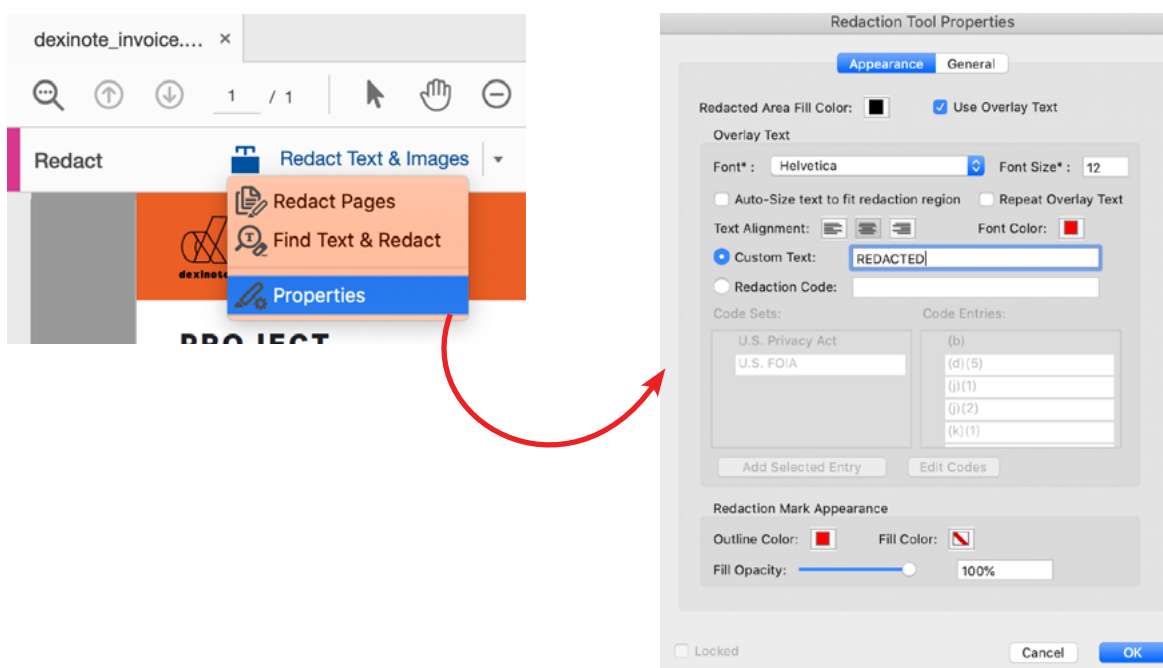 dexinote_invoice.... ×
1 / 1
Redact
Redact Text & Images
dexinote
Redact Pages
Find Text & Redact
Properties
PROJECT
Redaction Tool Properties
Appearance General
Redacted Area Fill Color: Use Overlay Text
Overlay Text
Font* : Helvetica Font Size* : 12
Auto-Size text to fit redaction region Repeat Overlay Text
Text Alignment: Font Color:
Custom Text: REDACTED
Redaction Code:
Code Sets: Code Entries:
U.S. Privacy Act (b)
U.S. FOIA (d)(5)
(j)(1)
(j)(2)
(k)(1)
Add Selected Entry Edit Codes
Redaction Mark Appearance
Outline Color: Fill Color:
Fill Opacity: 100%
Locked Cancel OK